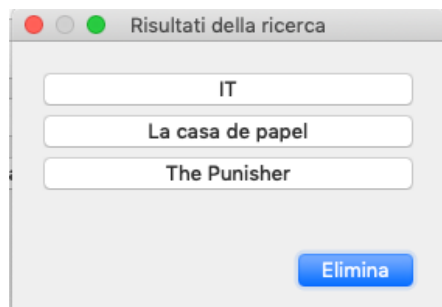 Risultati della ricerca
IT
La casa de papel
The Punisher
Elimina